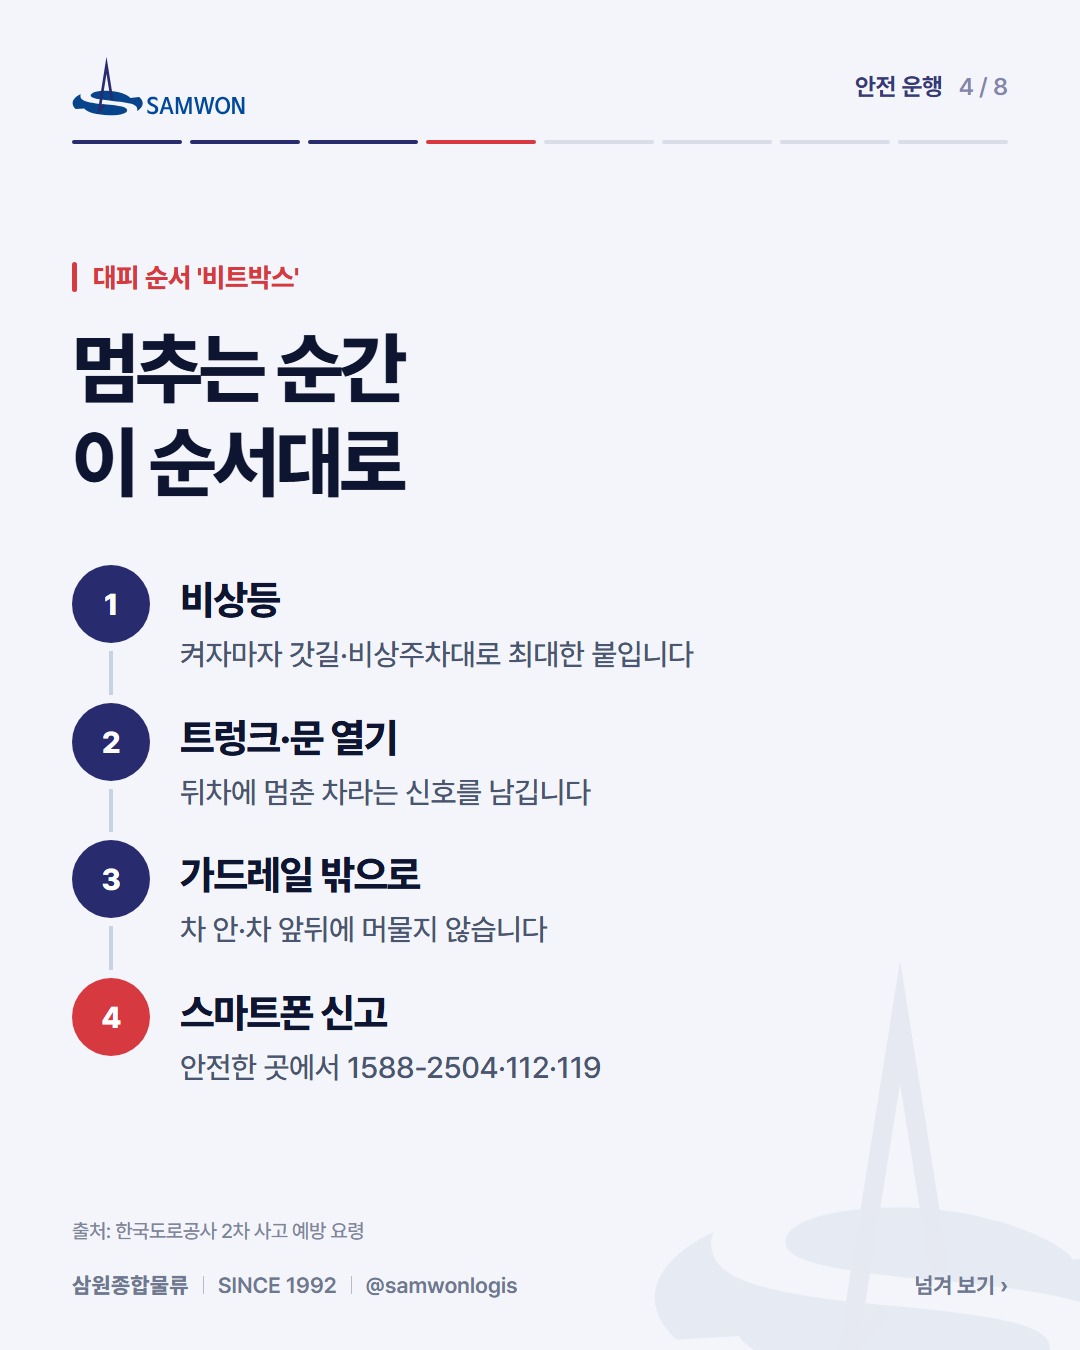 SAMWON
안전 운행 4 / 8
대피 순서 '비트박스'
멈추는 순간
이 순서대로
1 비상등
켜자마자 갓길·비상주차대로 최대한 붙입니다
2 트렁크·문 열기
뒤차에 멈춘 차라는 신호를 남깁니다
3 가드레일 밖으로
차 안·차 앞뒤에 머물지 않습니다
4 스마트폰 신고
안전한 곳에서 1588-2504·112·119
출처: 한국도로공사 2차 사고 예방 요령
삼원종합물류 | SINCE 1992 | @samwonlogis
넘겨 보기 ›